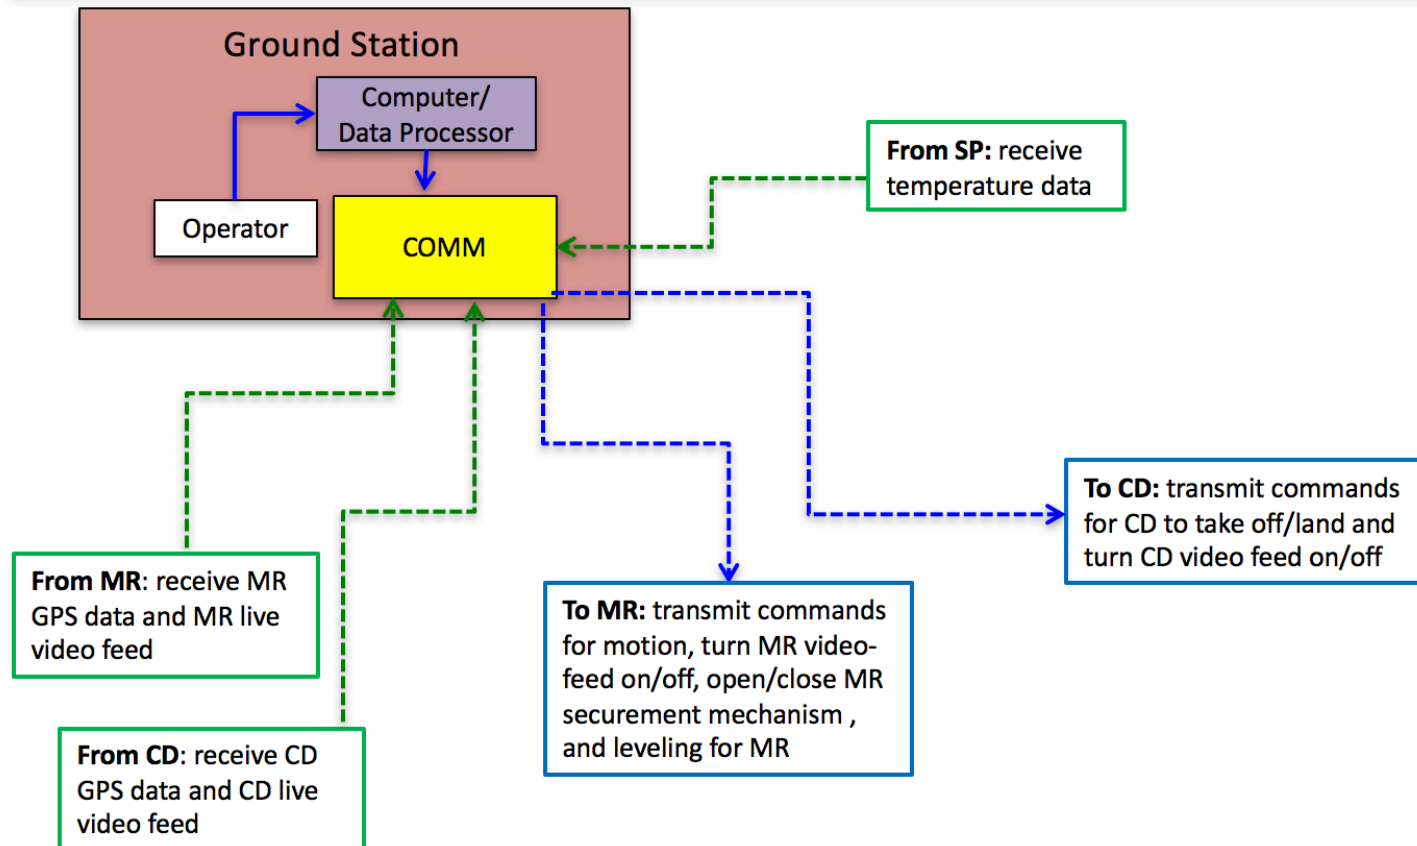 Ground Station
Computer/
Data Processor
Operator
COMM
From SP: receive
temperature data
To CD: transmit commands
for CD to take off/land and
turn CD video feed on/off
From MR: receive MR
GPS data and MR live
video feed
To MR: transmit commands
for motion, turn MR video-
feed on/off, open/close MR
securement mechanism ,
and leveling for MR
From CD: receive CD
GPS data and CD live
video feed